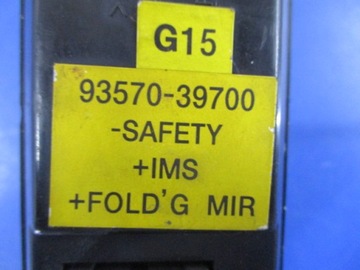 G15
93570-39700
-SAFETY
+IMS
+FOLD'G MIR